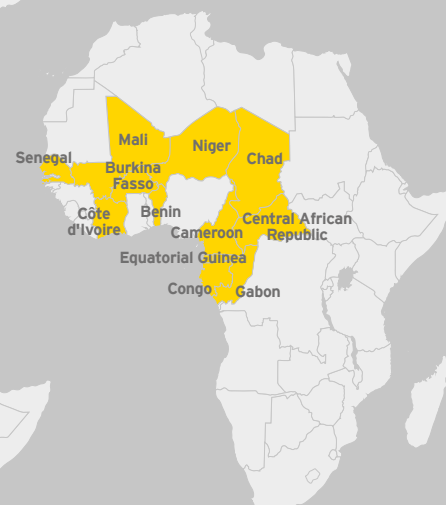 Mali
Niger
Chad
Senegal
Burkina
Fasso
Côte
d'Ivoire
Benin
Central African
Republic
Cameroon
Equatorial Guinea
Congo
Gabon